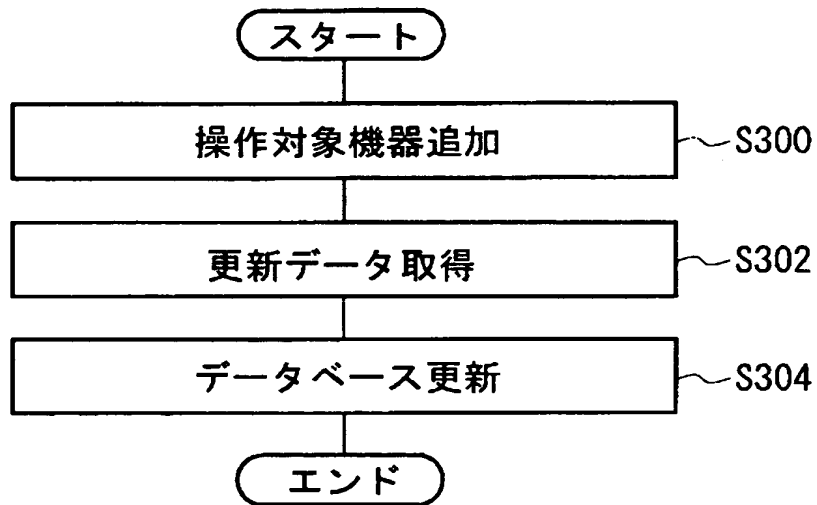 スタート
操作対象機器追加
S300
更新データ取得
S302
データベース更新
S304
エンド